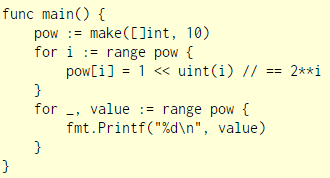 func main() {
    pow := make([]int, 10)
    for i := range pow {
        pow[i] = 1 << uint(i) // == 2**i
    }
    for _, value := range pow {
        fmt.Printf("%d\n", value)
    }
}